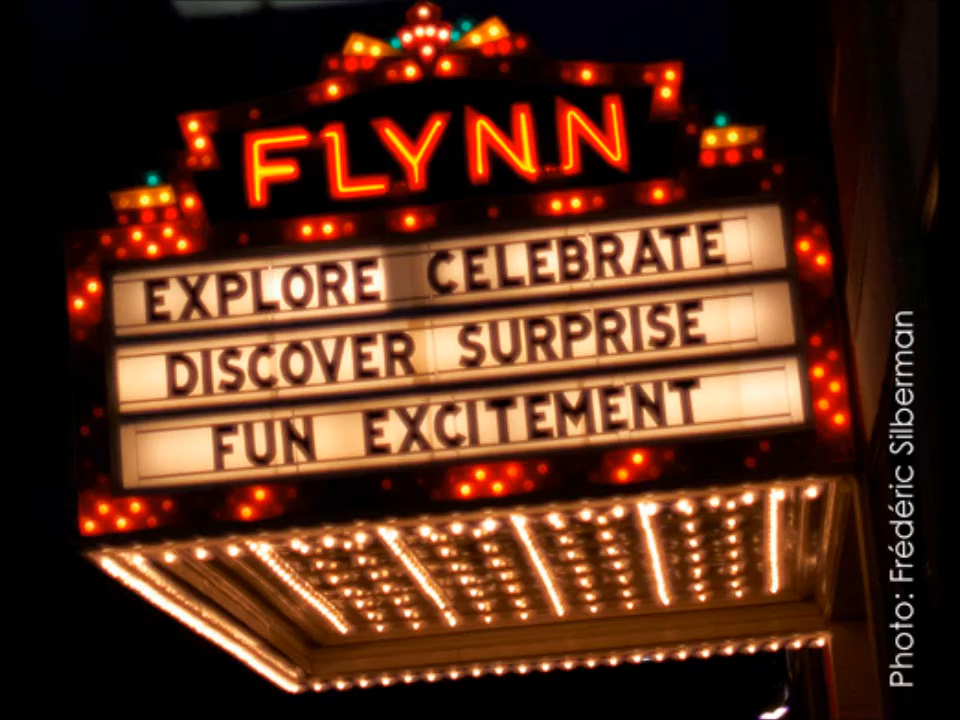 FLYNN
EXPLORE CELEBRATE
DISCOVER SURPRISE
FUN EXCITEMENT
Photo: Frédéric Silberman